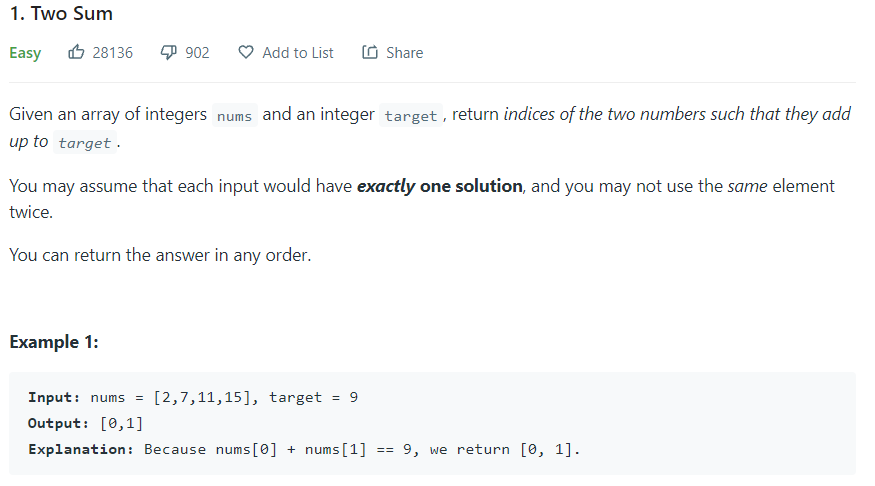 1. Two Sum
Easy 28136 902 Add to List Share
Given an array of integers nums and an integer target , return indices of the two numbers such that they add
up to target .
You may assume that each input would have exactly one solution, and you may not use the same element
twice.
You can return the answer in any order.
Example 1:
Input: nums = [2,7,11,15], target = 9
Output: [0,1]
Explanation: Because nums[0] + nums[1] == 9, we return [0, 1].